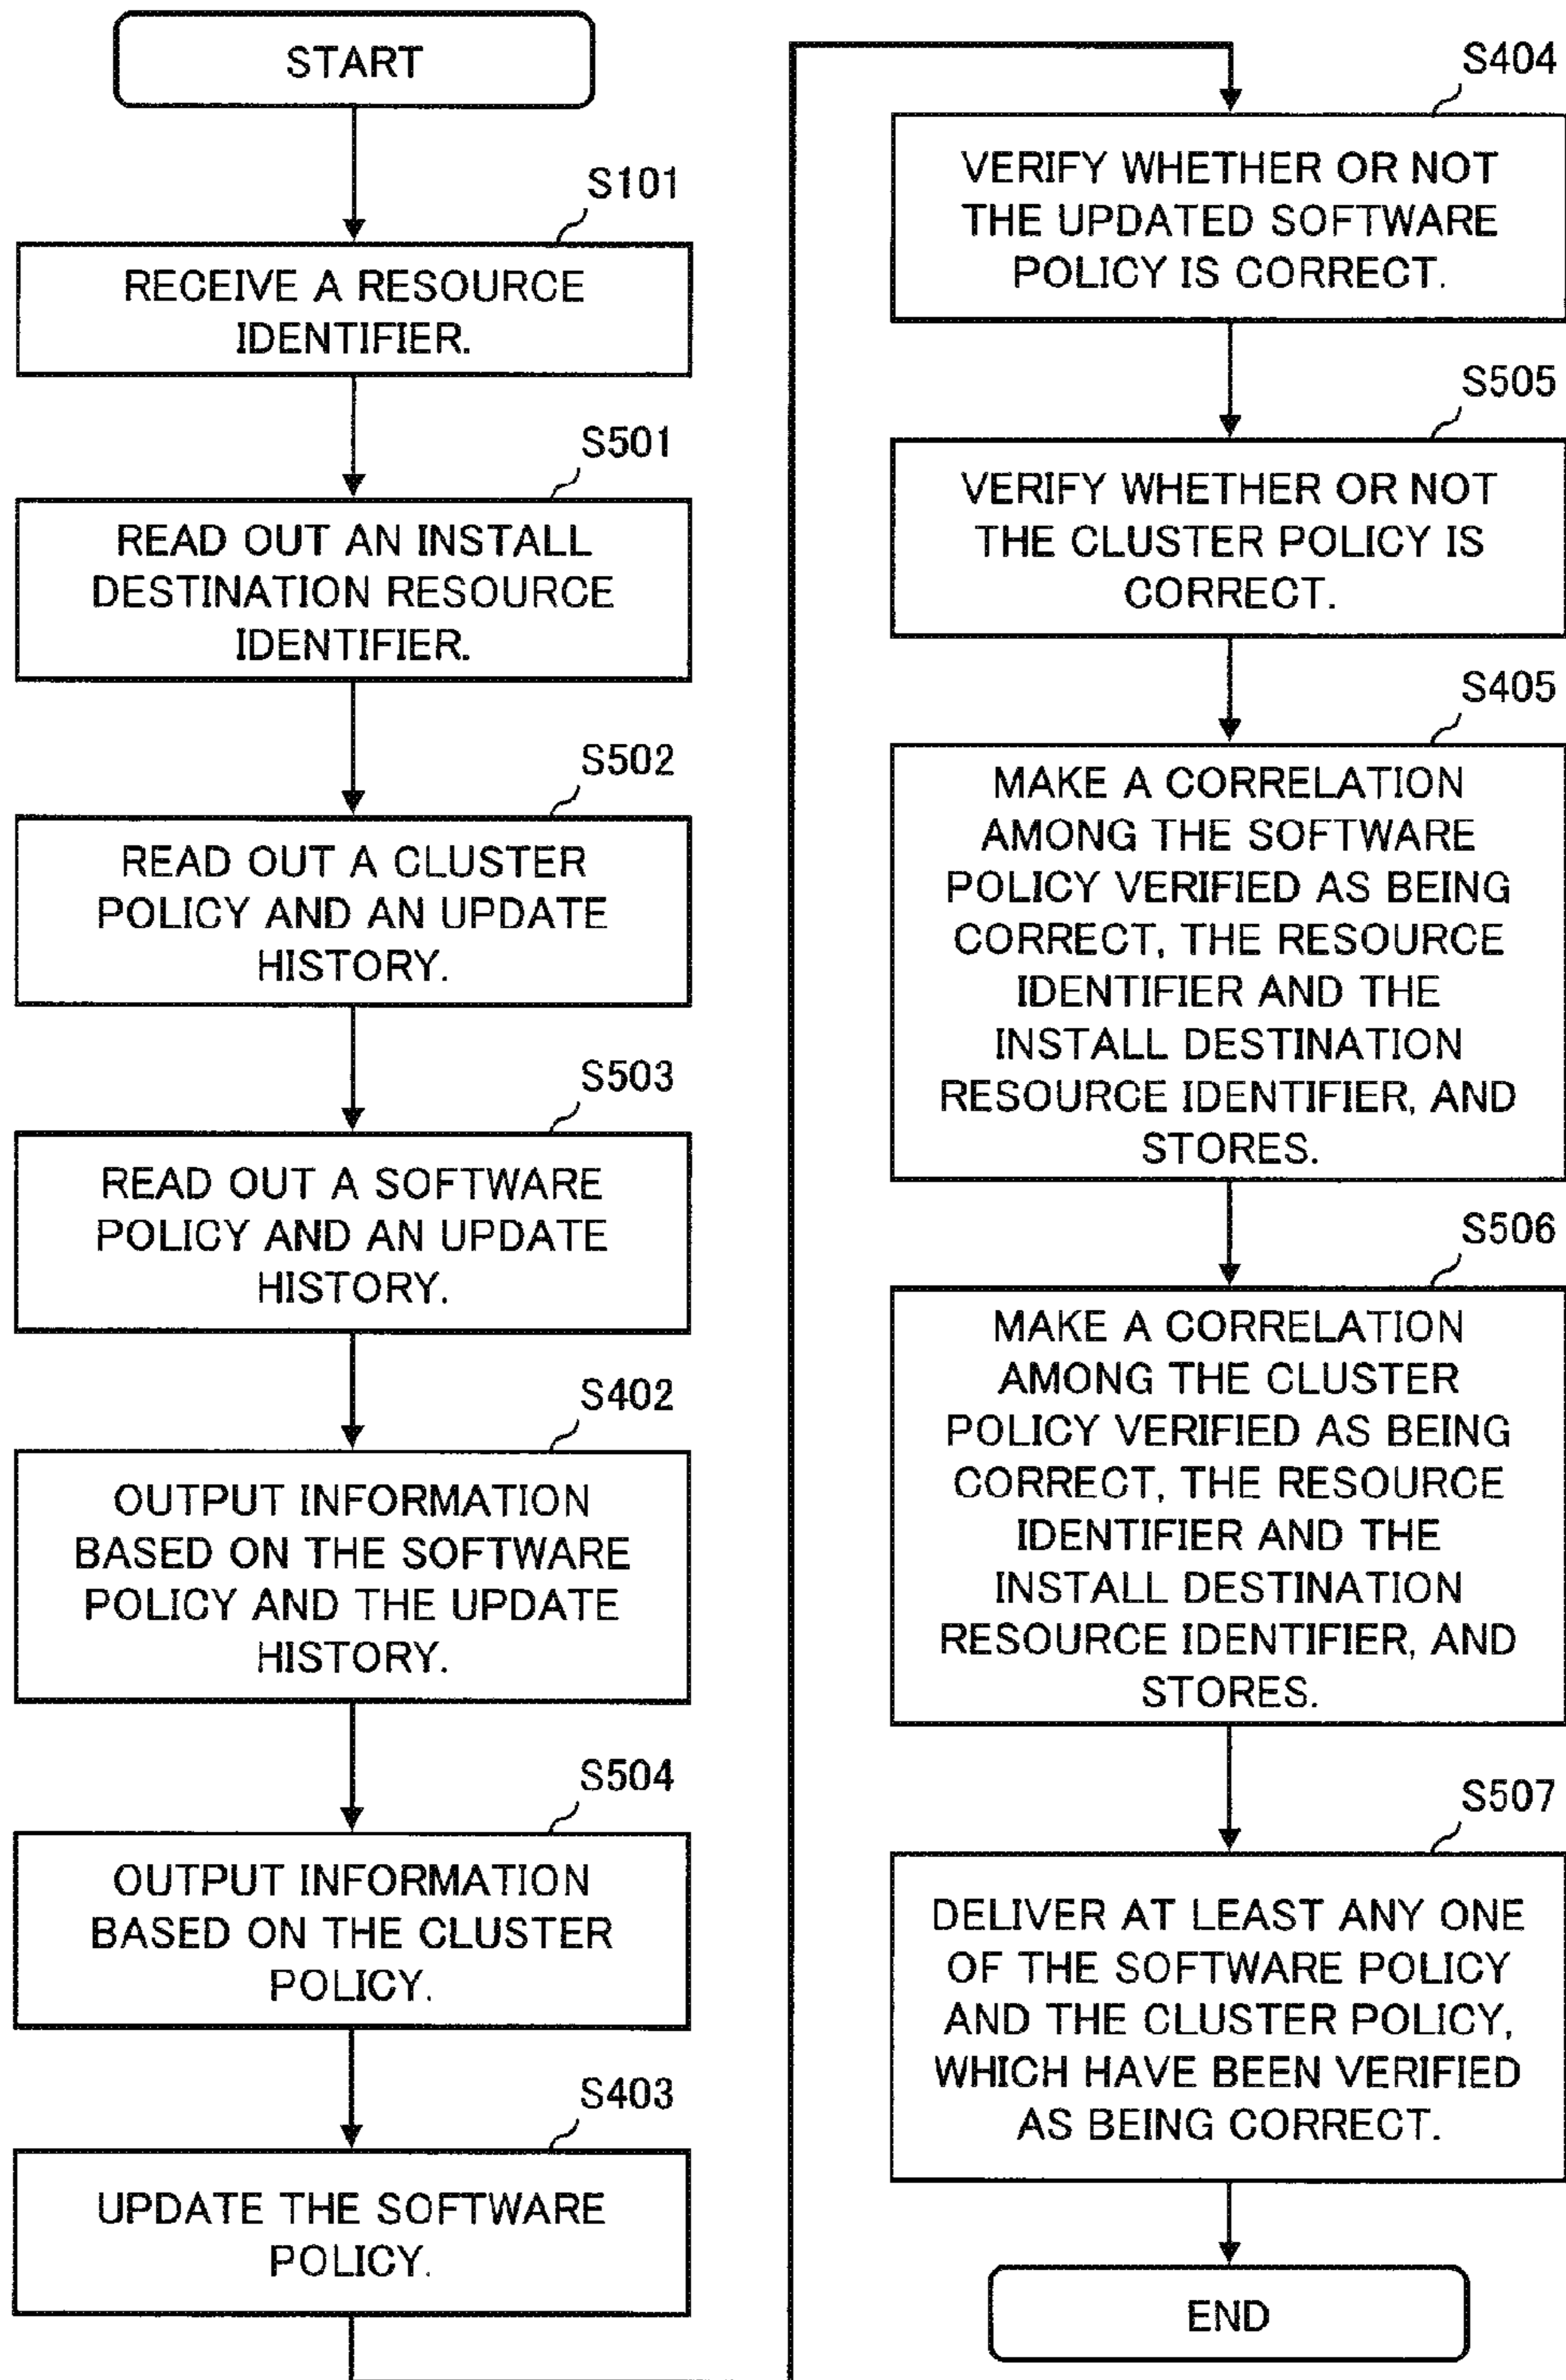 START
S101
RECEIVE A RESOURCE
IDENTIFIER.
S501
READ OUT AN INSTALL
DESTINATION RESOURCE
IDENTIFIER.
S502
READ OUT A CLUSTER
POLICY AND AN UPDATE
HISTORY.
S503
READ OUT A SOFTWARE
POLICY AND AN UPDATE
HISTORY.
S402
OUTPUT INFORMATION
BASED ON THE SOFTWARE
POLICY AND THE UPDATE
HISTORY.
S504
OUTPUT INFORMATION
BASED ON THE CLUSTER
POLICY.
S403
UPDATE THE SOFTWARE
POLICY.
S404
VERIFY WHETHER OR NOT
THE UPDATED SOFTWARE
POLICY IS CORRECT.
S505
VERIFY WHETHER OR NOT
THE CLUSTER POLICY IS
CORRECT.
S405
MAKE A CORRELATION
AMONG THE SOFTWARE
POLICY VERIFIED AS BEING
CORRECT, THE RESOURCE
IDENTIFIER AND THE
INSTALL DESTINATION
RESOURCE IDENTIFIER, AND
STORES.
S506
MAKE A CORRELATION
AMONG THE CLUSTER
POLICY VERIFIED AS BEING
CORRECT, THE RESOURCE
IDENTIFIER AND THE
INSTALL DESTINATION
RESOURCE IDENTIFIER, AND
STORES.
S507
DELIVER AT LEAST ANY ONE
OF THE SOFTWARE POLICY
AND THE CLUSTER POLICY,
WHICH HAVE BEEN VERIFIED
AS BEING CORRECT.
END